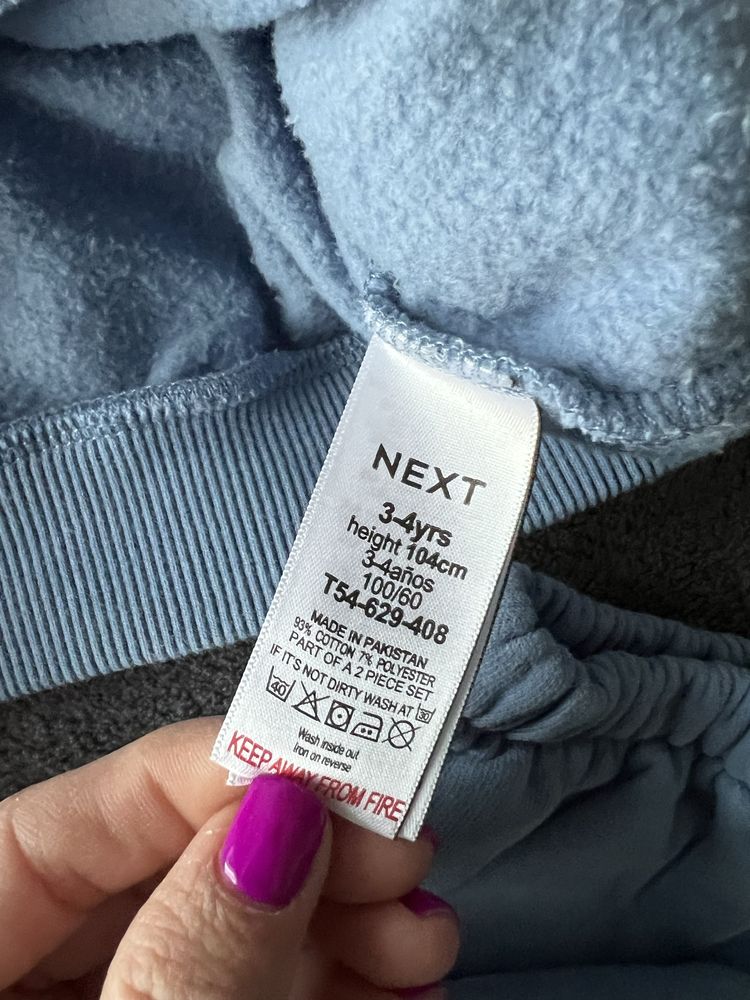 NEXT
3-4yrs
height 104cm
3-4años
100/60
T54-629-408
MADE IN PAKISTAN
93% COTTON 7% POLYESTER
PART OF A 2 PIECE SET
IF IT'S NOT DIRTY WASH AT 30
40
Wash inside out
Iron on reverse
KEEP AWAY FROM FIRE